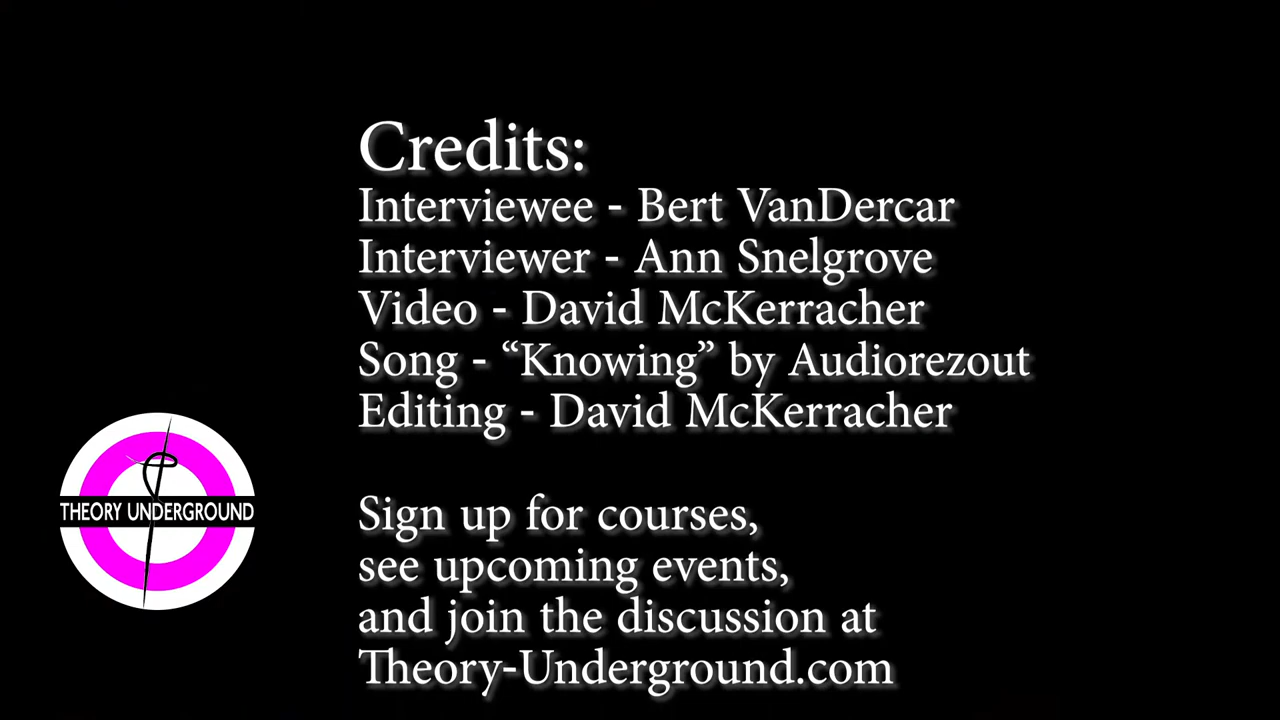 Credits:
Interviewee - Bert VanDercar
Interviewer - Ann Snelgrove
Video - David McKerracher
Song - “Knowing” by Audiorezout
Editing - David McKerracher
THEORY UNDERGROUND
Sign up for courses,
see upcoming events,
and join the discussion at
Theory-Underground.com